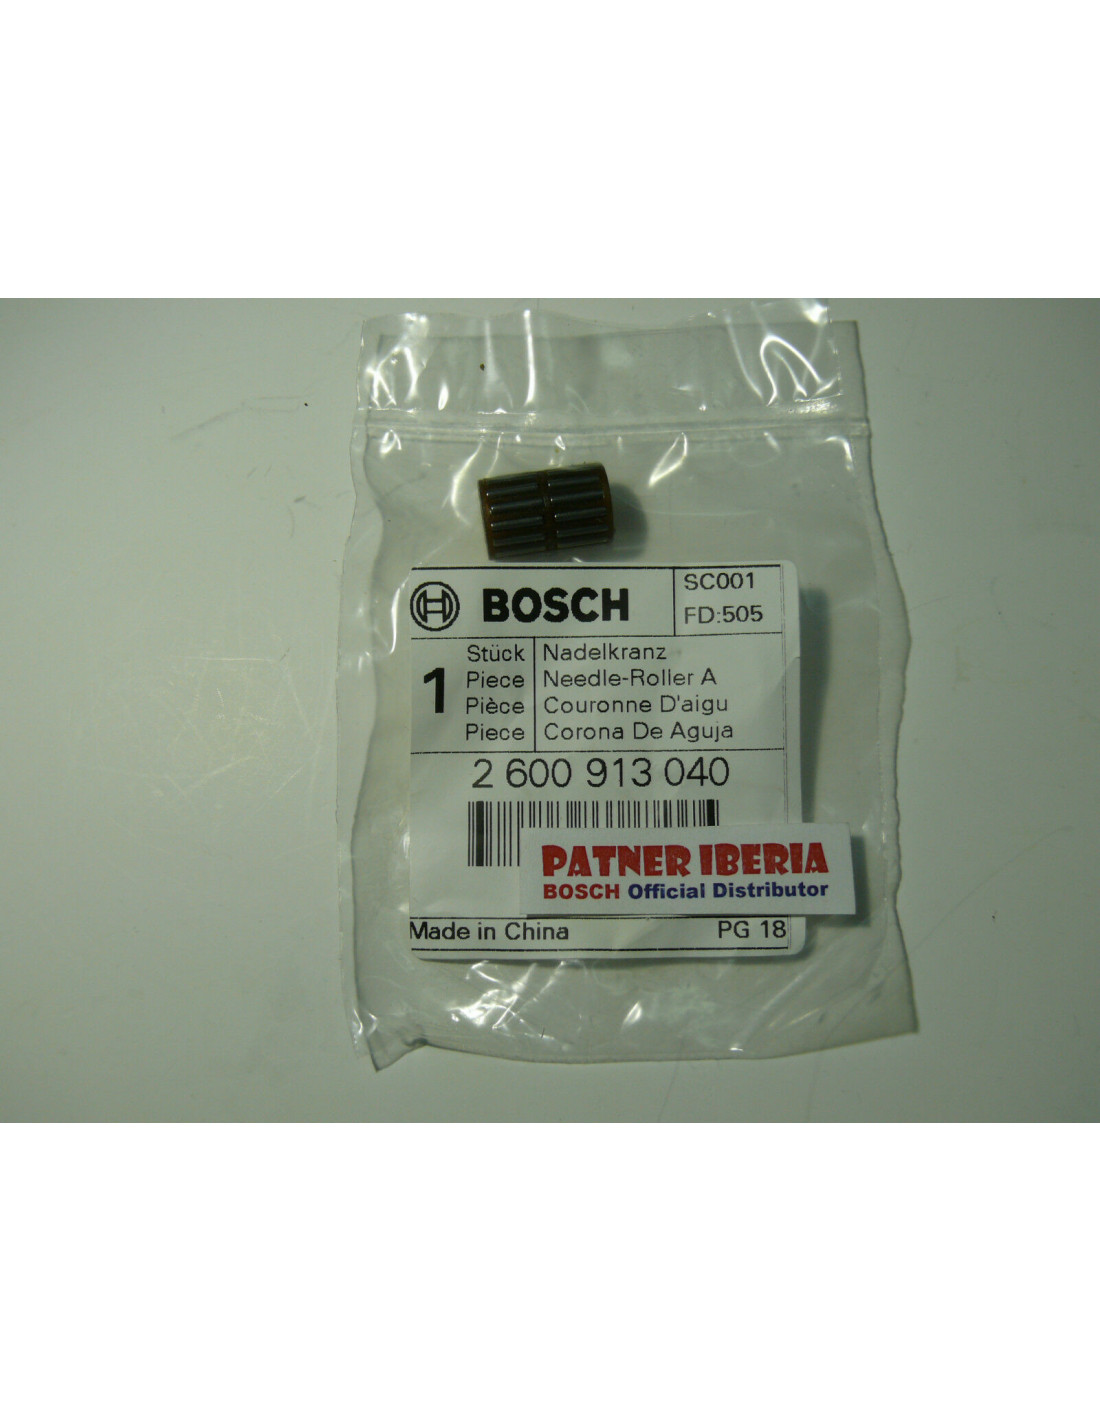 BOSCH
SC001
FD:505
1
Stück Nadelkranz
Piece Needle-Roller A
Pièce Couronne D'aigu
Piece Corona De Aguja
2 600 913 040
PATNER IBERIA
BOSCH Official Distributor
Made in China PG 18